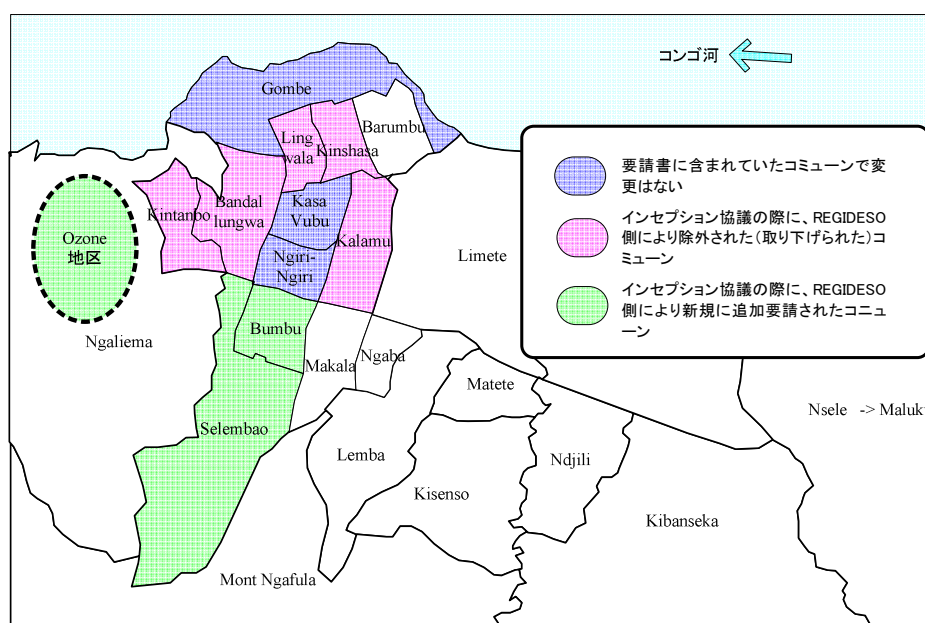 コンゴ河
Gombe
Ling
wala
Kinshasa
Barumbu
要請書に含まれていたコミューンで変
更はない
インセプション協議の際に、REGIDESO
側により除外された（取り下げられた）コ
ミューン
インセプション協議の際に、REGIDESO
側により新規に追加要請されたコニュ
ーン
Kintanbo
Bandal
lungwa
Kasa
Vubu
Kalamu
Ngiri-
Ngiri
Limete
Ozone
地区
Ngaliema
Bumbu
Makala
Ngaba
Matete
Nsele -> Maluk
Selembao
Lemba
Ndjili
Kisenso
Kibanseka
Mont Ngafula